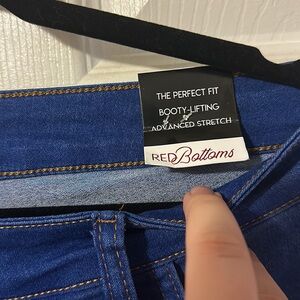 THE PERFECT FIT
BOOTY-LIFTING
ADVANCED STRETCH
RED Bottoms